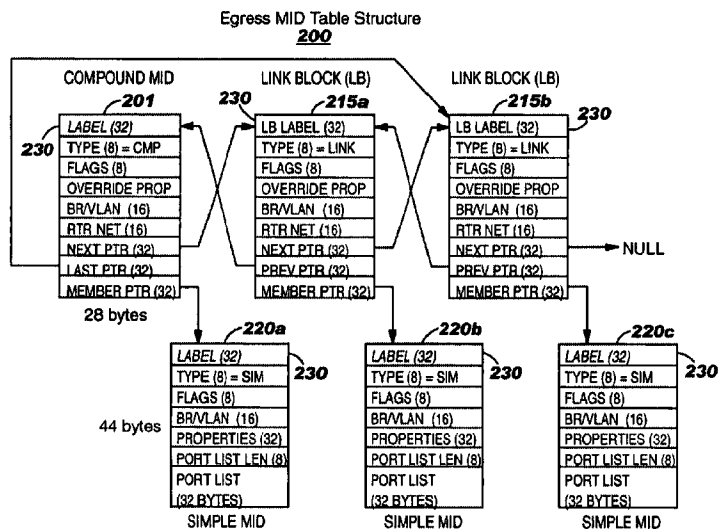 Egress MID Table Structure
200
COMPOUND MID
LINK BLOCK (LB)
LINK BLOCK (LB)
201
230
215a
215b
230
230
LABEL (32)
TYPE (8) = CMP
FLAGS (8)
OVERRIDE PROP
BR/VLAN (16)
RTR NET (16)
NEXT PTR (32)
LAST PTR (32)
MEMBER PTR (32)
28 bytes
LB LABEL (32)
TYPE (8) = LINK
FLAGS (8)
OVERRIDE PROP
BR/VLAN (16)
RTR NET (16)
NEXT PTR (32)
PREV PTR (32)
MEMBER PTR (32)
LB LABEL (32)
TYPE (8) = LINK
FLAGS (8)
OVERRIDE PROP
BR/VLAN (16)
RTR NET (16)
NEXT PTR (32)
PREV PTR (32)
MEMBER PTR (32)
NULL
220a
230
LABEL (32)
TYPE (8) = SIM
FLAGS (8)
BR/VLAN (16)
PROPERTIES (32)
PORT LIST LEN (8)
PORT LIST
(32 BYTES)
SIMPLE MID
44 bytes
220b
230
LABEL (32)
TYPE (8) = SIM
FLAGS (8)
BR/VLAN (16)
PROPERTIES (32)
PORT LIST LEN (8)
PORT LIST
(32 BYTES)
SIMPLE MID
220c
230
LABEL (32)
TYPE (8) = SIM
FLAGS (8)
BR/VLAN (16)
PROPERTIES (32)
PORT LIST LEN (8)
PORT LIST
(32 BYTES)
SIMPLE MID